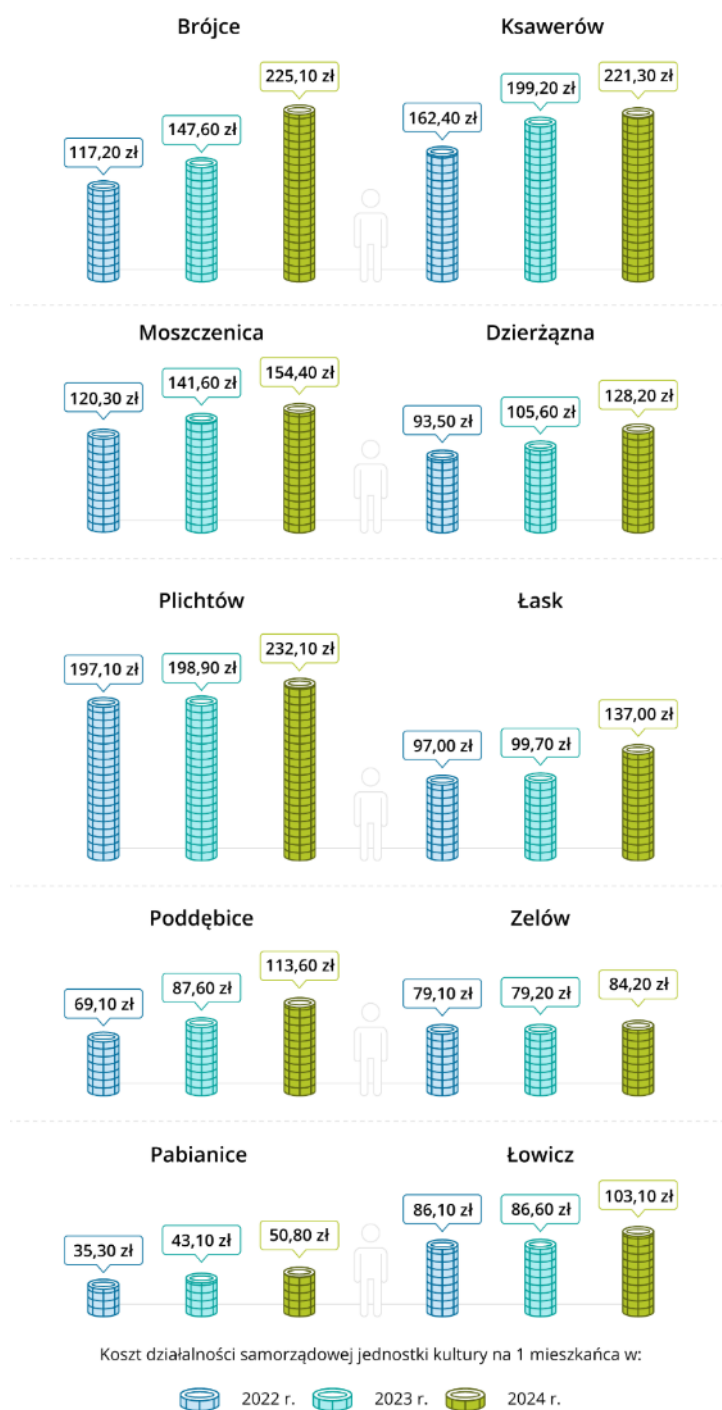 Brójce
Ksawerów
117,20 zł
147,60 zł
225,10 zł
162,40 zł
199,20 zł
221,30 zł
Moszczenica
Dzierżązna
120,30 zł
141,60 zł
154,40 zł
93,50 zł
105,60 zł
128,20 zł
Plichtów
Łask
197,10 zł
198,90 zł
232,10 zł
97,00 zł
99,70 zł
137,00 zł
Poddębice
Zelów
69,10 zł
87,60 zł
113,60 zł
79,10 zł
79,20 zł
84,20 zł
Pabianice
Łowicz
35,30 zł
43,10 zł
50,80 zł
86,10 zł
86,60 zł
103,10 zł
Koszt działalności samorządowej jednostki kultury na 1 mieszkańca w:
2022 r.
2023 r.
2024 r.